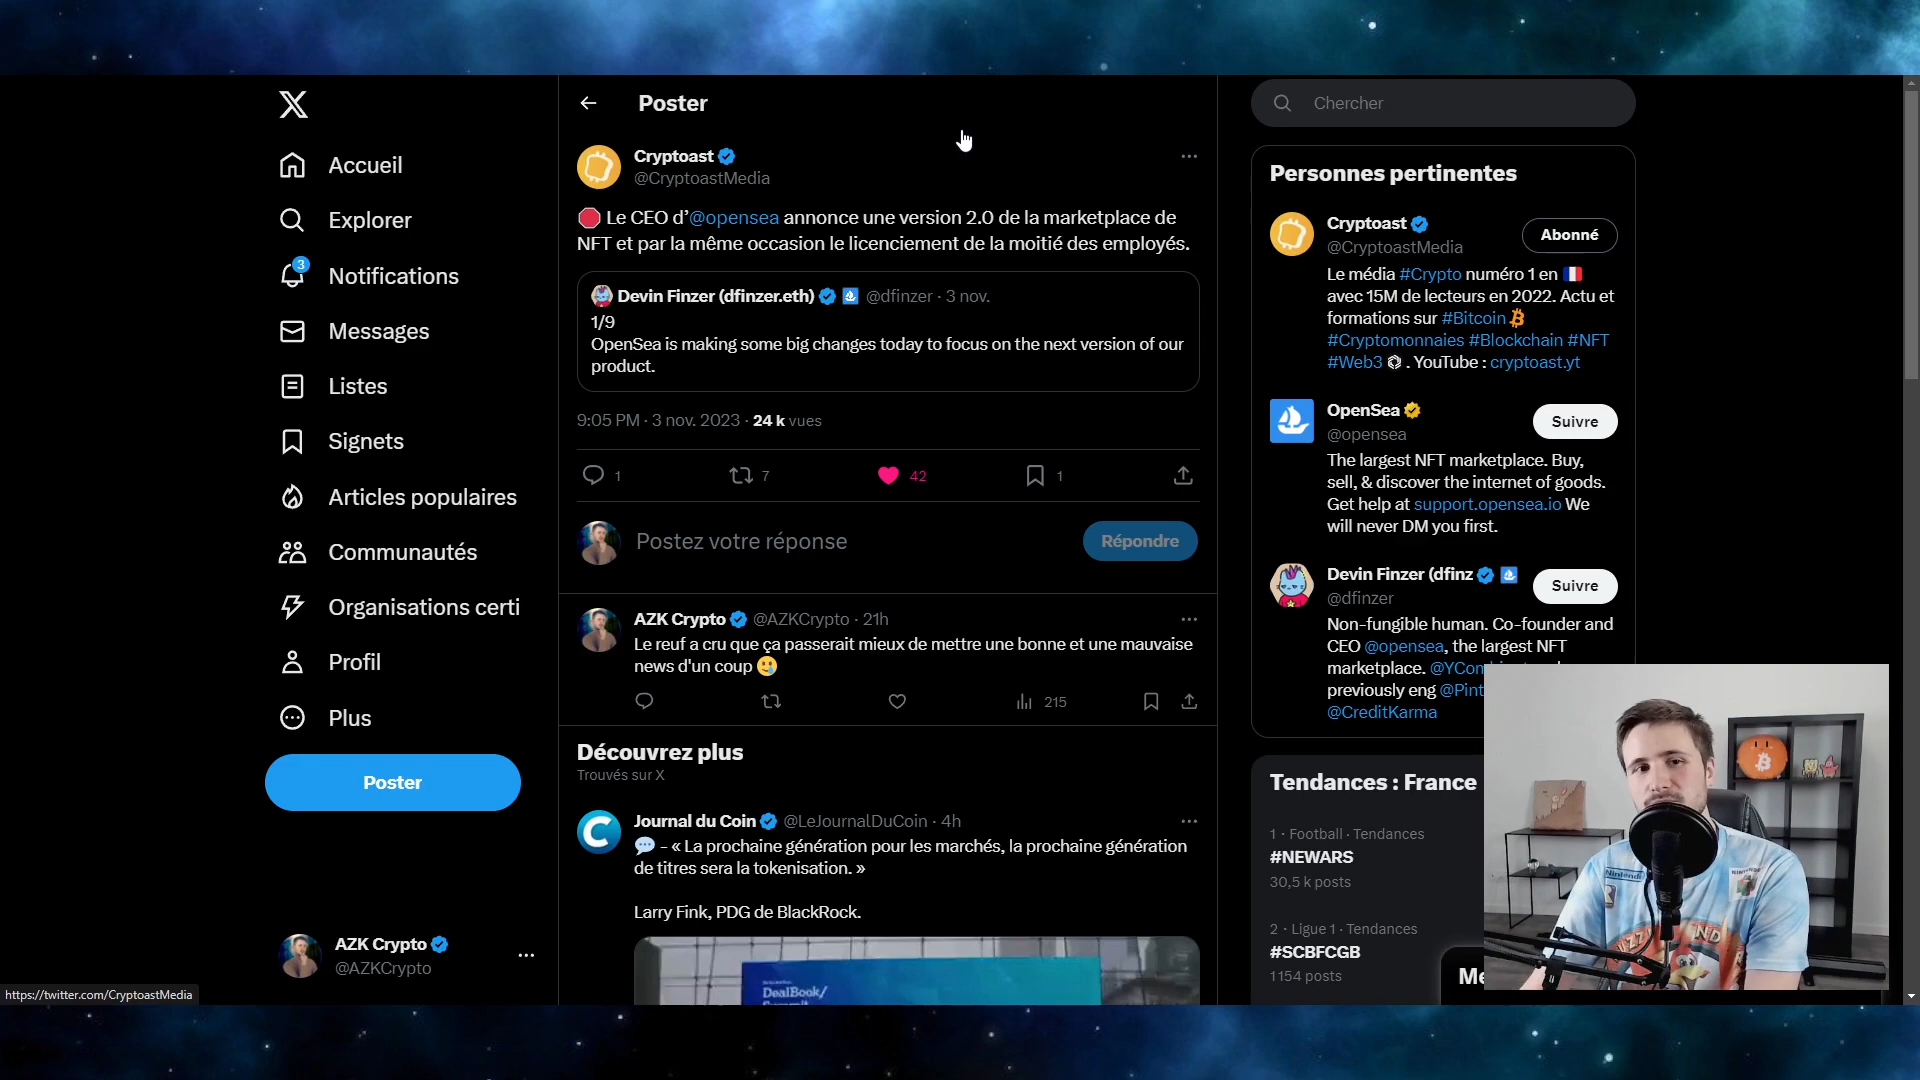 Accueil
Explorer
3
Notifications
Messages
Listes
Signets
Articles populaires
Communautés
Organisations certi
Profil
Plus
Poster
AZK Crypto
@AZKCrypto
https://twitter.com/CryptoastMedia
Poster
Cryptoast
@CryptoastMedia
Le CEO d'@opensea annonce une version 2.0 de la marketplace de
NFT et par la même occasion le licenciement de la moitié des employés.
Devin Finzer (dfinzer.eth) @dfinzer · 3 nov.
1/9
OpenSea is making some big changes today to focus on the next version of our
product.
9:05 PM · 3 nov. 2023 · 24 k vues
1 7 42 1
Postez votre réponse
Répondre
AZK Crypto @AZKCrypto · 21h
Le reuf a cru que ça passerait mieux de mettre une bonne et une mauvaise
news d'un coup
215
Découvrez plus
Trouvés sur X
Journal du Coin @LeJournalDuCoin · 4h
- « La prochaine génération pour les marchés, la prochaine génération
de titres sera la tokenisation. »
Larry Fink, PDG de BlackRock.
DealBook/
Chercher
Personnes pertinentes
Cryptoast
@CryptoastMedia
Abonné
Le média #Crypto numéro 1 en
avec 15M de lecteurs en 2022. Actu et
formations sur #Bitcoin
#Cryptomonnaies #Blockchain #NFT
#Web3 . YouTube : cryptoast.yt
OpenSea
@opensea
Suivre
The largest NFT marketplace. Buy,
sell, & discover the internet of goods.
Get help at support.opensea.io We
will never DM you first.
Devin Finzer (dfinz
@dfinzer
Suivre
Non-fungible human. Co-founder and
CEO @opensea, the largest NFT
marketplace. @YCom
previously eng @Pint
@CreditKarma
Tendances : France
1 · Football · Tendances
#NEWARS
30,5 k posts
2 · Ligue 1 · Tendances
#SCBFCGB
1 154 posts
Me